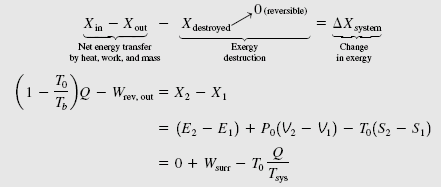 X_in − X_out − X_destroyed ↗ 0 (reversible) = ΔX_system
Net energy transfer by heat, work, and mass
Exergy destruction
Change in exergy
(1 − T_0/T_b)Q − W_rev, out = X_2 − X_1
= (E_2 − E_1) + P_0(V_2 − V_1) − T_0(S_2 − S_1)
= 0 + W_surr − T_0 Q/T_sys